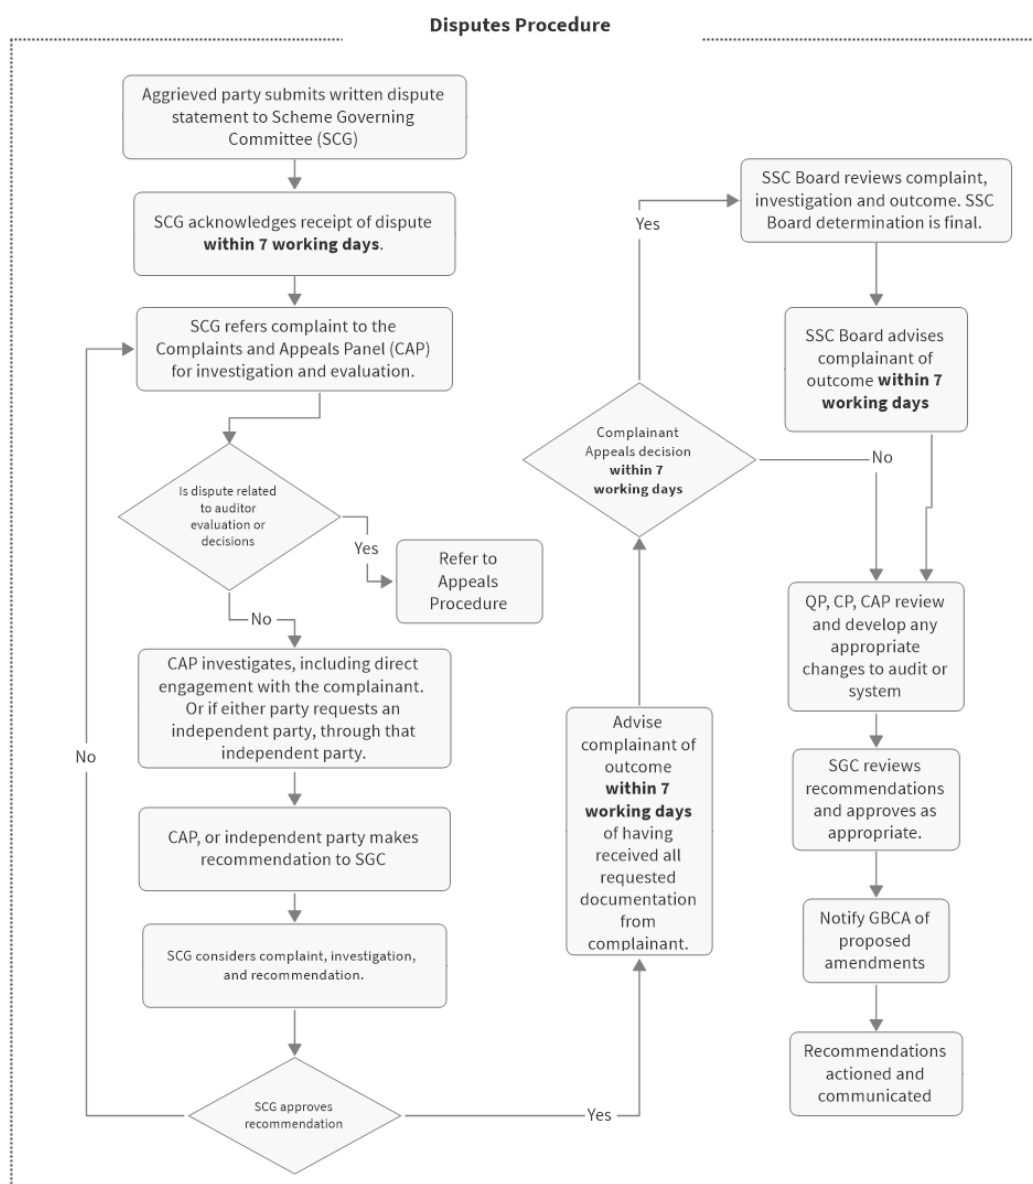 Disputes Procedure
Aggrieved party submits written dispute
statement to Scheme Governing
Committee (SCG)
SCG acknowledges receipt of dispute
within 7 working days.
SCG refers complaint to the
Complaints and Appeals Panel (CAP)
for investigation and evaluation.
Is dispute related
to auditor
evaluation or
decisions
Yes
Refer to
Appeals
Procedure
No
CAP investigates, including direct
engagement with the complainant.
Or if either party requests an
independent party, through that
independent party.
No
CAP, or independent party makes
recommendation to SGC
SCG considers complaint, investigation,
and recommendation.
SCG approves
recommendation
Yes
Advise
complainant of
outcome
within 7
working days
of having
received all
requested
documentation
from
complainant.
Complainant
Appeals decision
within 7
working days
Yes
SSC Board reviews complaint,
investigation and outcome. SSC
Board determination is final.
SSC Board advises
complainant of
outcome within 7
working days
No
QP, CP, CAP review
and develop any
appropriate
changes to audit or
system
SGC reviews
recommendations
and approves as
appropriate.
Notify GBCA of
proposed
amendments
Recommendations
actioned and
communicated